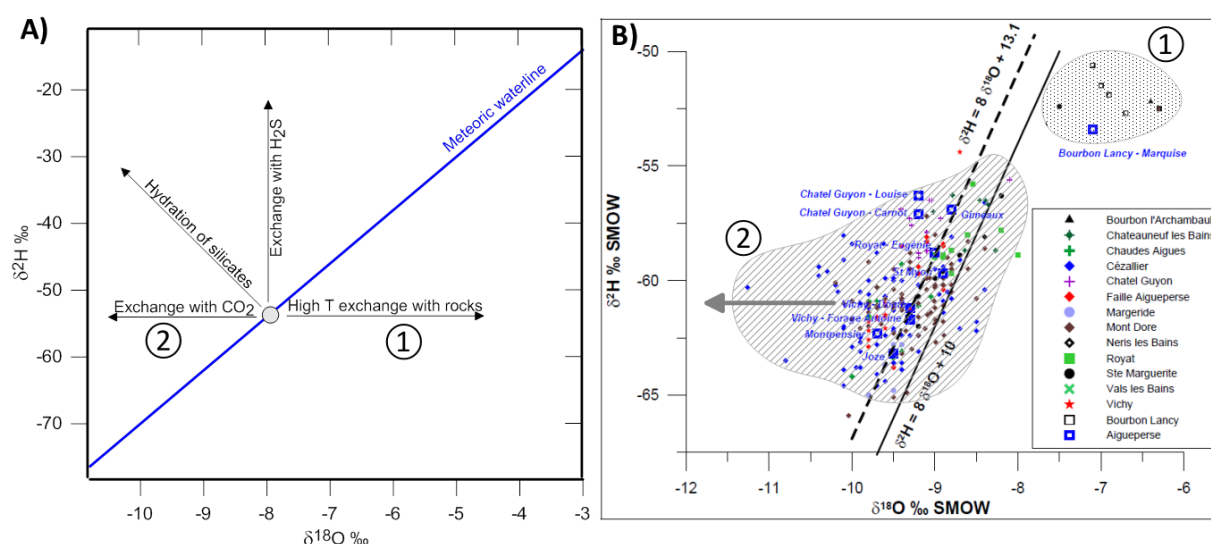 A)
-20
-30
-40
-50
-60
-70
δ²H ‰
Meteoric waterline
Exchange with H2S
Hydration of silicates
Exchange with CO2
High T exchange with rocks
2
1
-10
-9
-8
-7
-6
-5
-4
-3
δ18O ‰
B)
-50
-55
-60
-65
δ²H ‰ SMOW
δ²H = 8 δ18O + 13.1
δ²H = 8 δ18O + 10
1
Bourbon Lancy - Marquise
2
Chatel Guyon - Louise
Chatel Guyon - Carnot
Gimeaux
Royat - Eugénie
Vichy - Forage Antoine
Montpensier
Joze
Bourbon l'Archambault
Chateauneuf les Bains
Chaudes Aigues
Cézallier
Chatel Guyon
Faille Aigueperse
Margeride
Mont Dore
Neris les Bains
Royat
Ste Marguerite
Vals les Bains
Vichy
Bourbon Lancy
Aigueperse
-12
-11
-10
-9
-8
-7
-6
δ18O ‰ SMOW